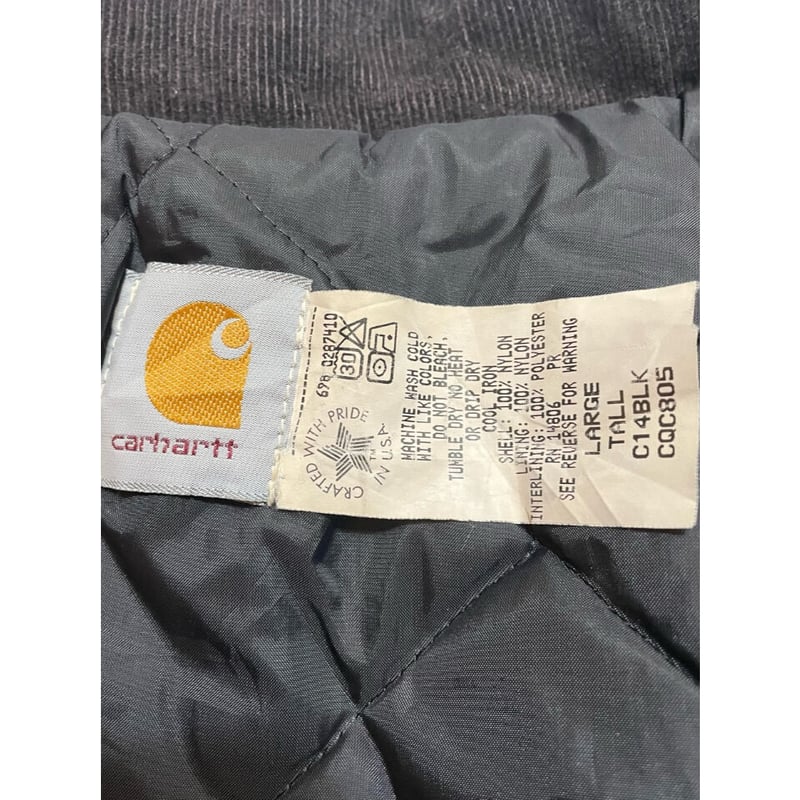 carhartt
698 0287410
30
CRAFTED WITH PRIDE
IN U.S.A.
TM
MACHINE WASH COLD
WITH LIKE COLORS,
DO NOT BLEACH,
TUMBLE DRY NO HEAT
OR DRIP DRY
COOL IRON
SHELL: 100% NYLON
LINING: 100% NYLON
INTERLINING: 100% POLYESTER
RN 14806 PR
SEE REVERSE FOR WARNING
LARGE
TALL
C14BLK
CQC805